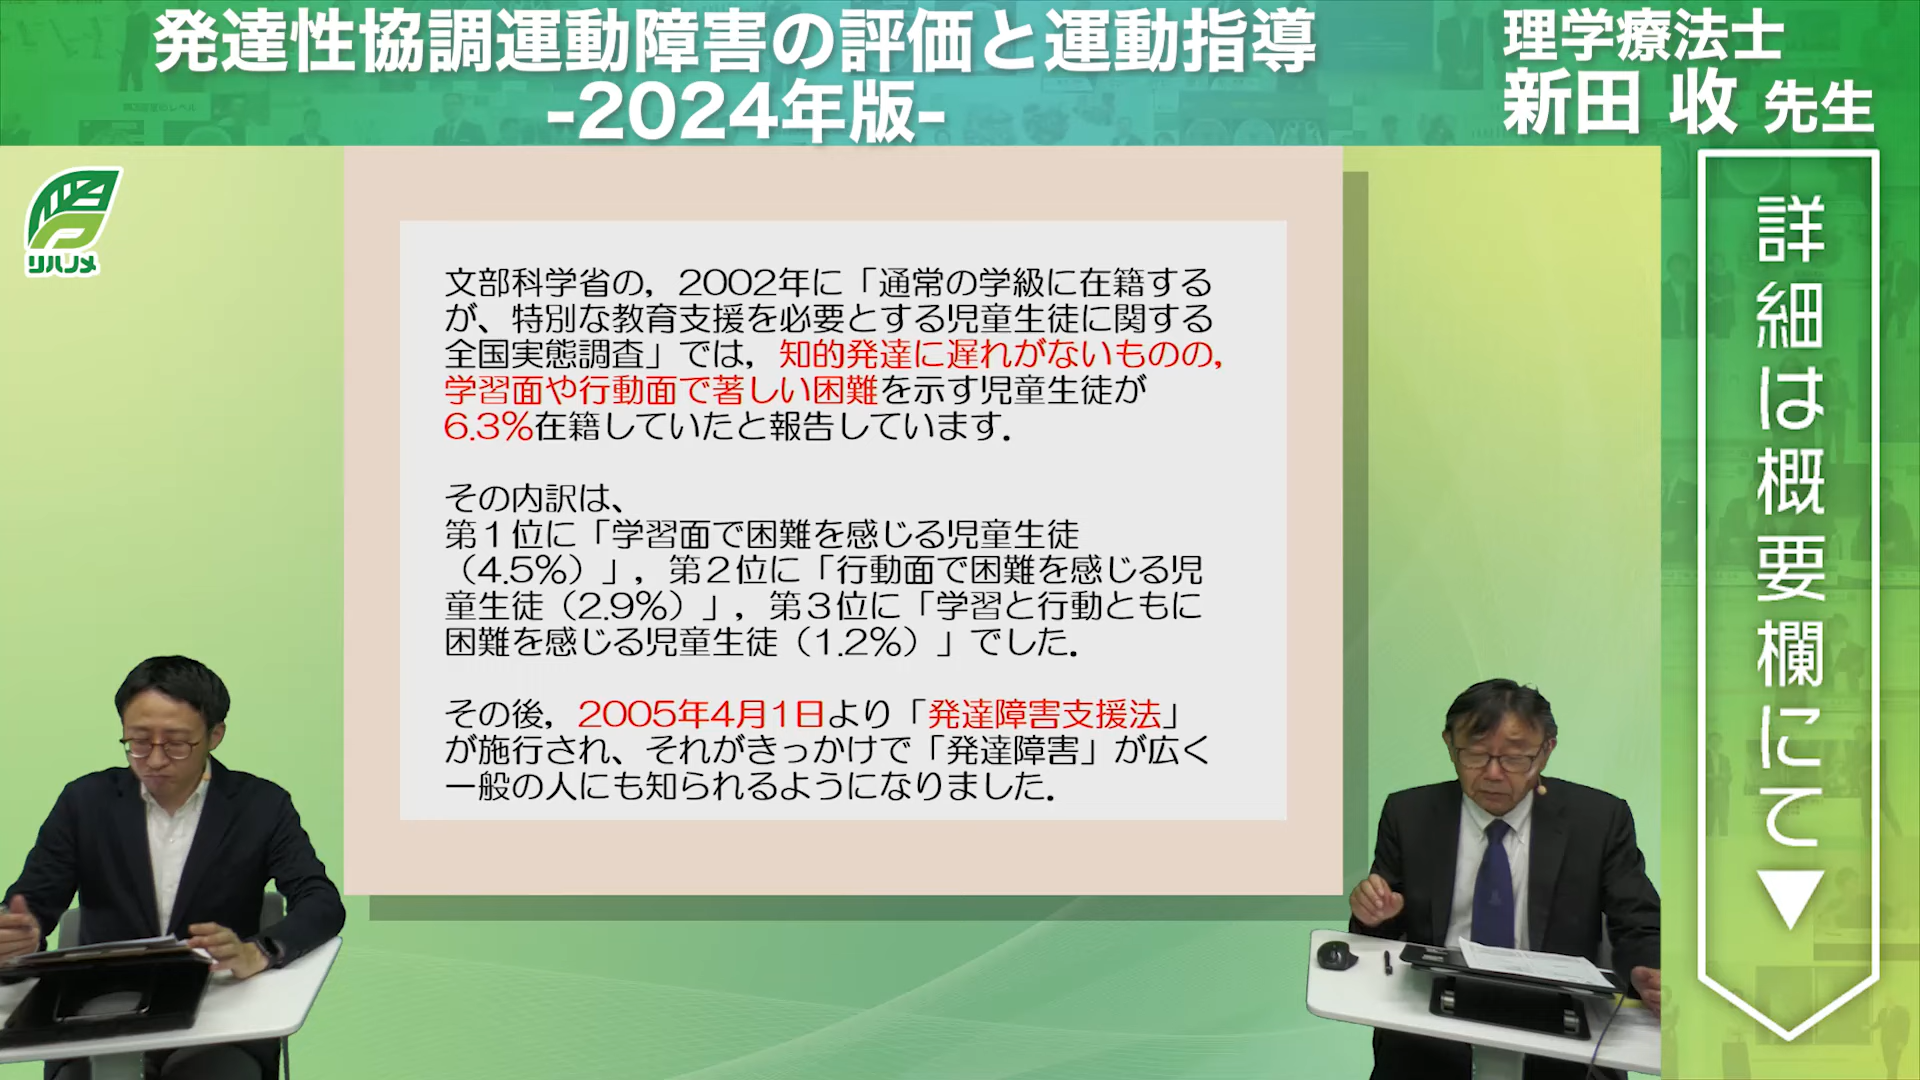 発達性協調運動障害の評価と運動指導
-2024年版-
理学療法士
新田 収 先生
リハノメ
文部科学省の，2002年に「通常の学級に在籍する
が、特別な教育支援を必要とする児童生徒に関する
全国実態調査」では，知的発達に遅れがないものの，
学習面や行動面で著しい困難を示す児童生徒が
6.3%在籍していたと報告しています．
その内訳は、
第１位に「学習面で困難を感じる児童生徒
（4.5%）」，第２位に「行動面で困難を感じる児
童生徒（2.9%）」，第３位に「学習と行動ともに
困難を感じる児童生徒（1.2%）」でした．
その後，2005年4月1日より「発達障害支援法」
が施行され、それがきっかけで「発達障害」が広く
一般の人にも知られるようになりました．
詳細は概要欄にて▼